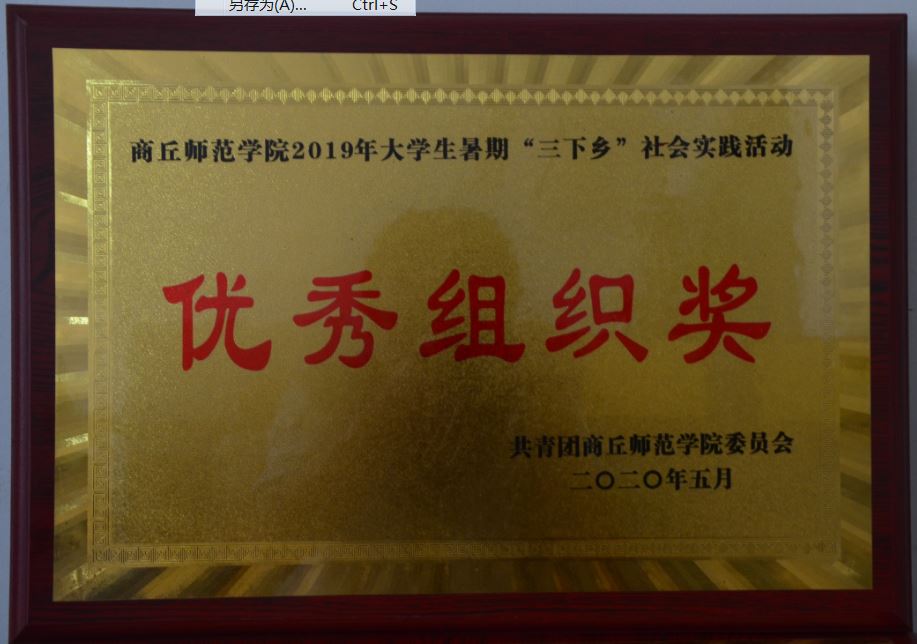 另存为(A)... Ctrl+S
商丘师范学院2019年大学生暑期“三下乡”社会实践活动
优秀组织奖
共青团商丘师范学院委员会
二〇二〇年五月